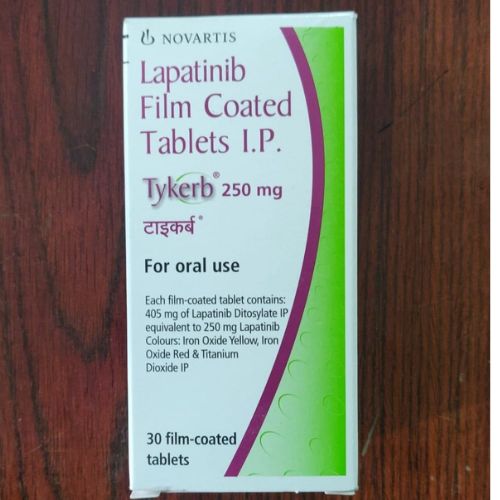 NOVARTIS
Lapatinib
Film Coated
Tablets I.P.
Tykerb® 250 mg
टाइकर्ब®
For oral use
Each film-coated tablet contains:
405 mg of Lapatinib Ditosylate IP
equivalent to 250 mg Lapatinib
Colours: Iron Oxide Yellow, Iron
Oxide Red & Titanium
Dioxide IP
30 film-coated
tablets